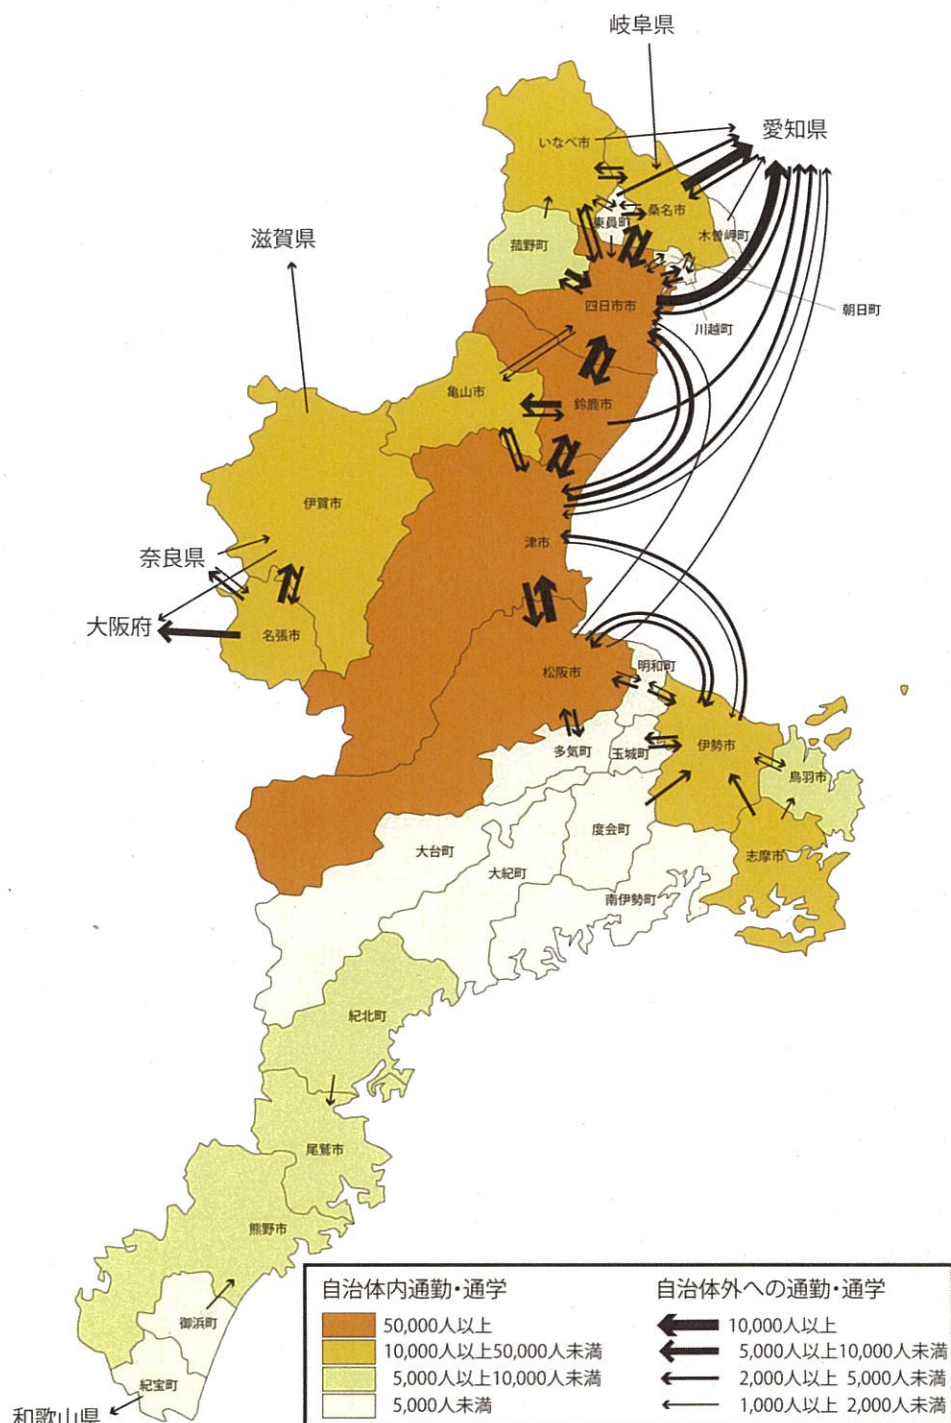 岐阜県
愛知県
いなべ市
桑名市
東員町
木曽岬町
菰野町
滋賀県
四日市市
朝日町
川越町
亀山市
鈴鹿市
伊賀市
津市
奈良県
大阪府
名張市
松阪市
明和町
多気町
玉城町
伊勢市
鳥羽市
度会町
大台町
大紀町
志摩市
南伊勢町
紀北町
尾鷲市
熊野市
御浜町
紀宝町
和歌山県
自治体内通勤・通学
50,000人以上
10,000人以上50,000人未満
5,000人以上10,000人未満
5,000人未満
自治体外への通勤・通学
10,000人以上
5,000人以上10,000人未満
2,000人以上 5,000人未満
1,000人以上 2,000人未満